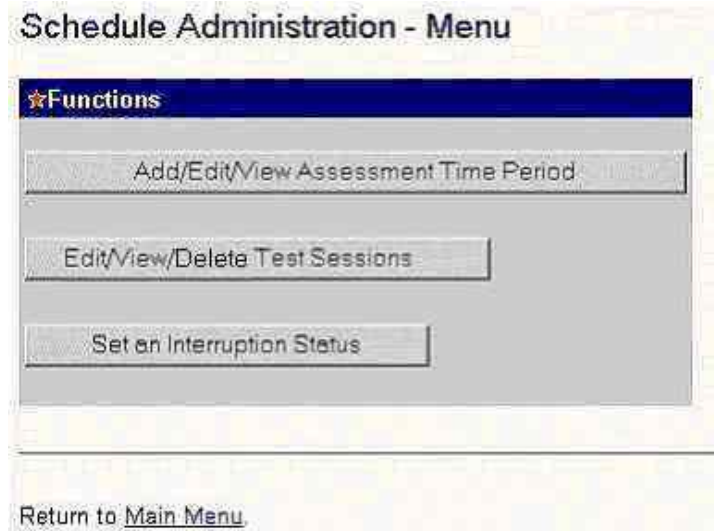 Schedule Administration - Menu
Functions
Add/Edit/View Assessment Time Period
Edit/View/Delete Test Sessions
Set an Interruption Status
Return to Main Menu.